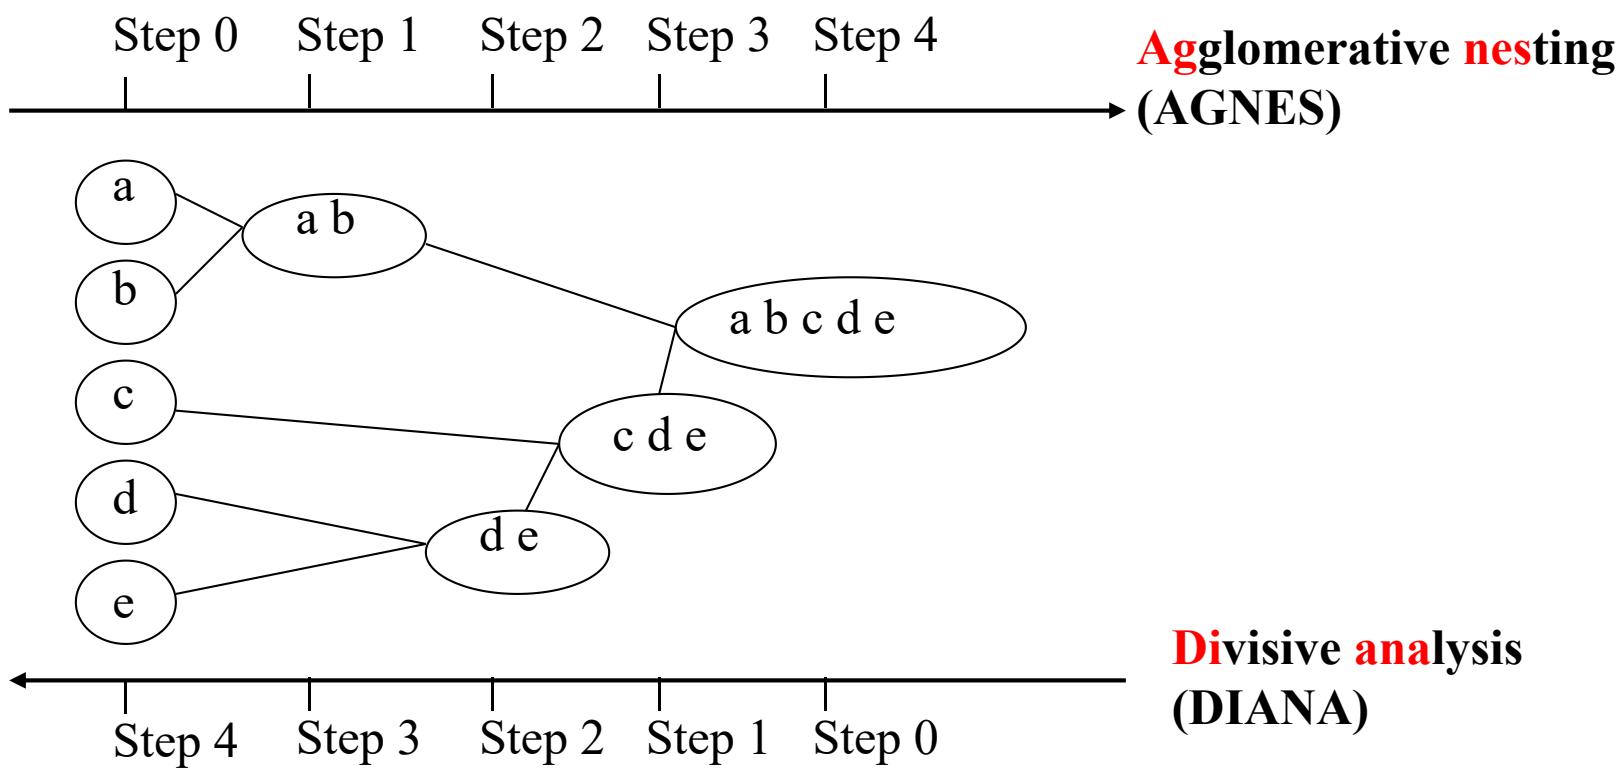 Step 0 Step 1 Step 2 Step 3 Step 4
Agglomerative nesting
(AGNES)
a
a b
b
a b c d e
c
c d e
d
d e
e
Divisive analysis
(DIANA)
Step 4 Step 3 Step 2 Step 1 Step 0